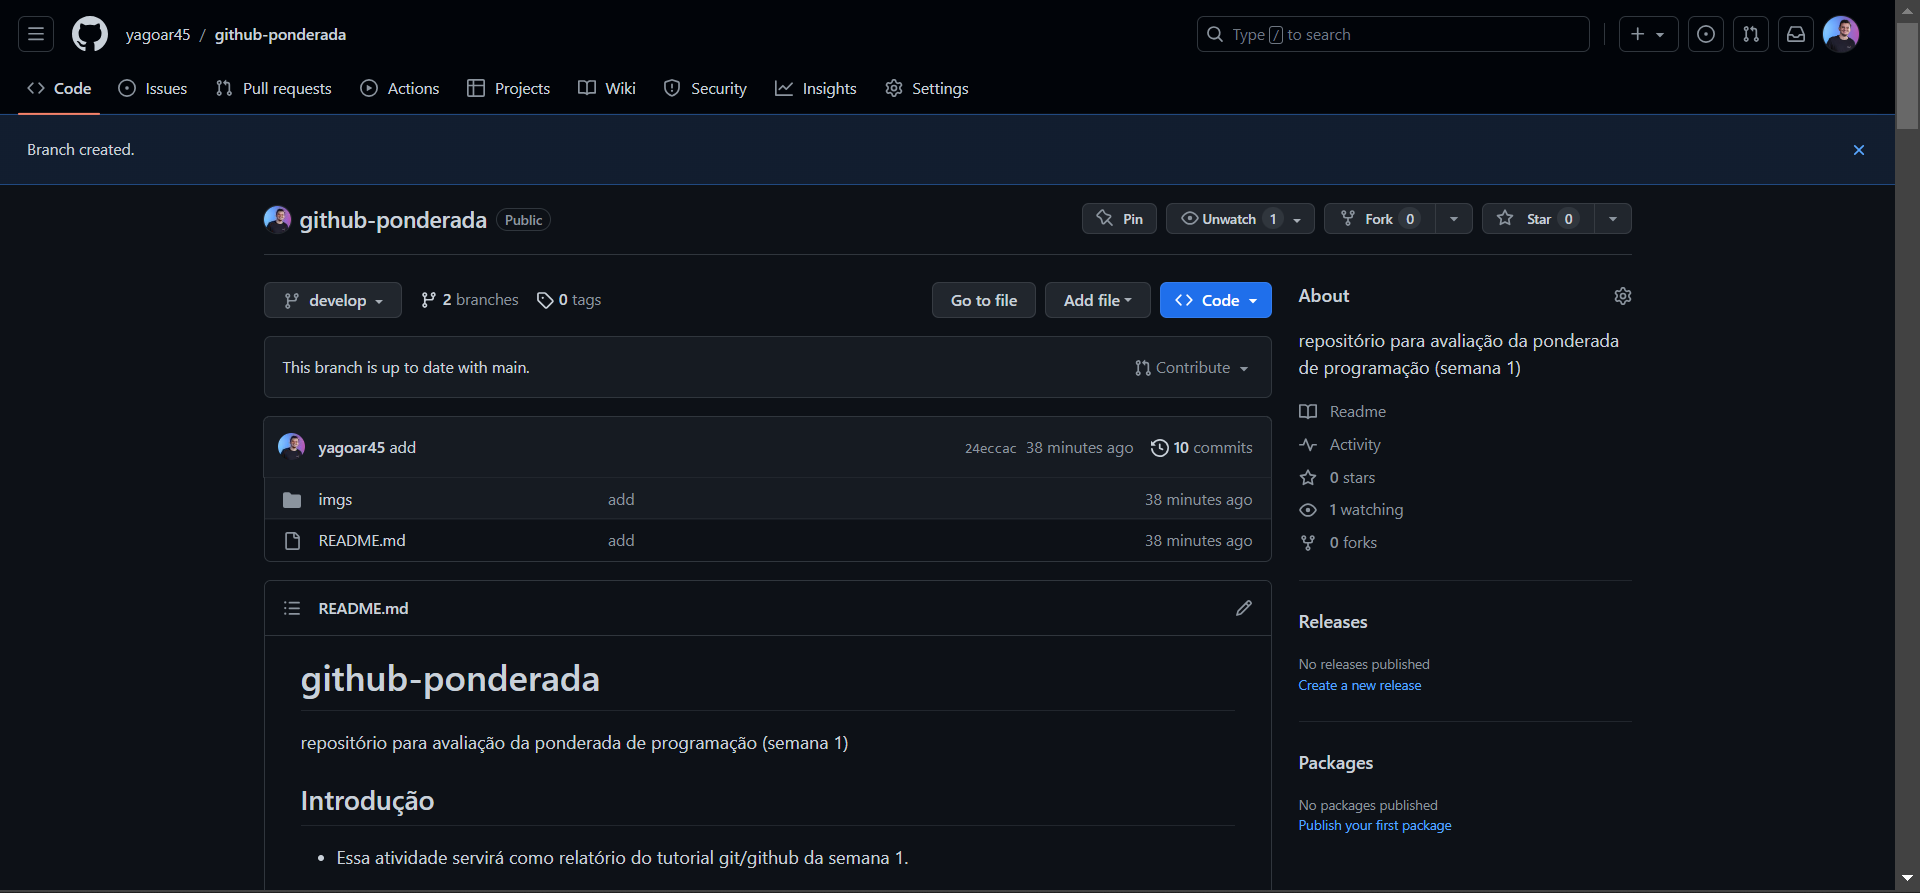 yagoar45 / github-ponderada
Type / to search
Code Issues Pull requests Actions Projects Wiki Security Insights Settings
Branch created.
github-ponderada Public
Pin Unwatch 1 Fork 0 Star 0
develop 2 branches 0 tags Go to file Add file Code
This branch is up to date with main.
Contribute
yagoar45 add 24eccac 38 minutes ago 10 commits
imgs add 38 minutes ago
README.md add 38 minutes ago
README.md
github-ponderada
repositório para avaliação da ponderada de programação (semana 1)
Introdução
• Essa atividade servirá como relatório do tutorial git/github da semana 1.
About
repositório para avaliação da ponderada
de programação (semana 1)
Readme
Activity
0 stars
1 watching
0 forks
Releases
No releases published
Create a new release
Packages
No packages published
Publish your first package